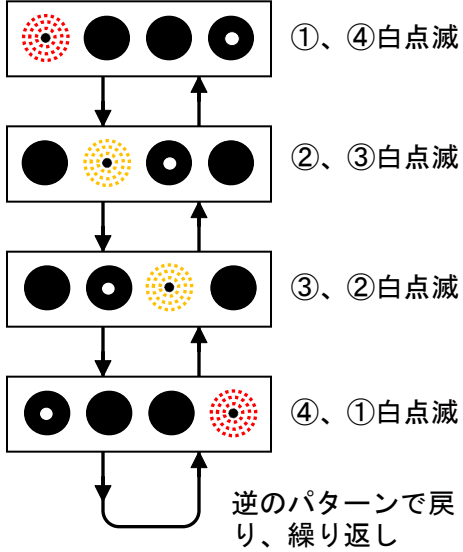 ①、④白点滅
②、③白点滅
③、②白点滅
④、①白点滅
逆のパターンで戻
り、繰り返し